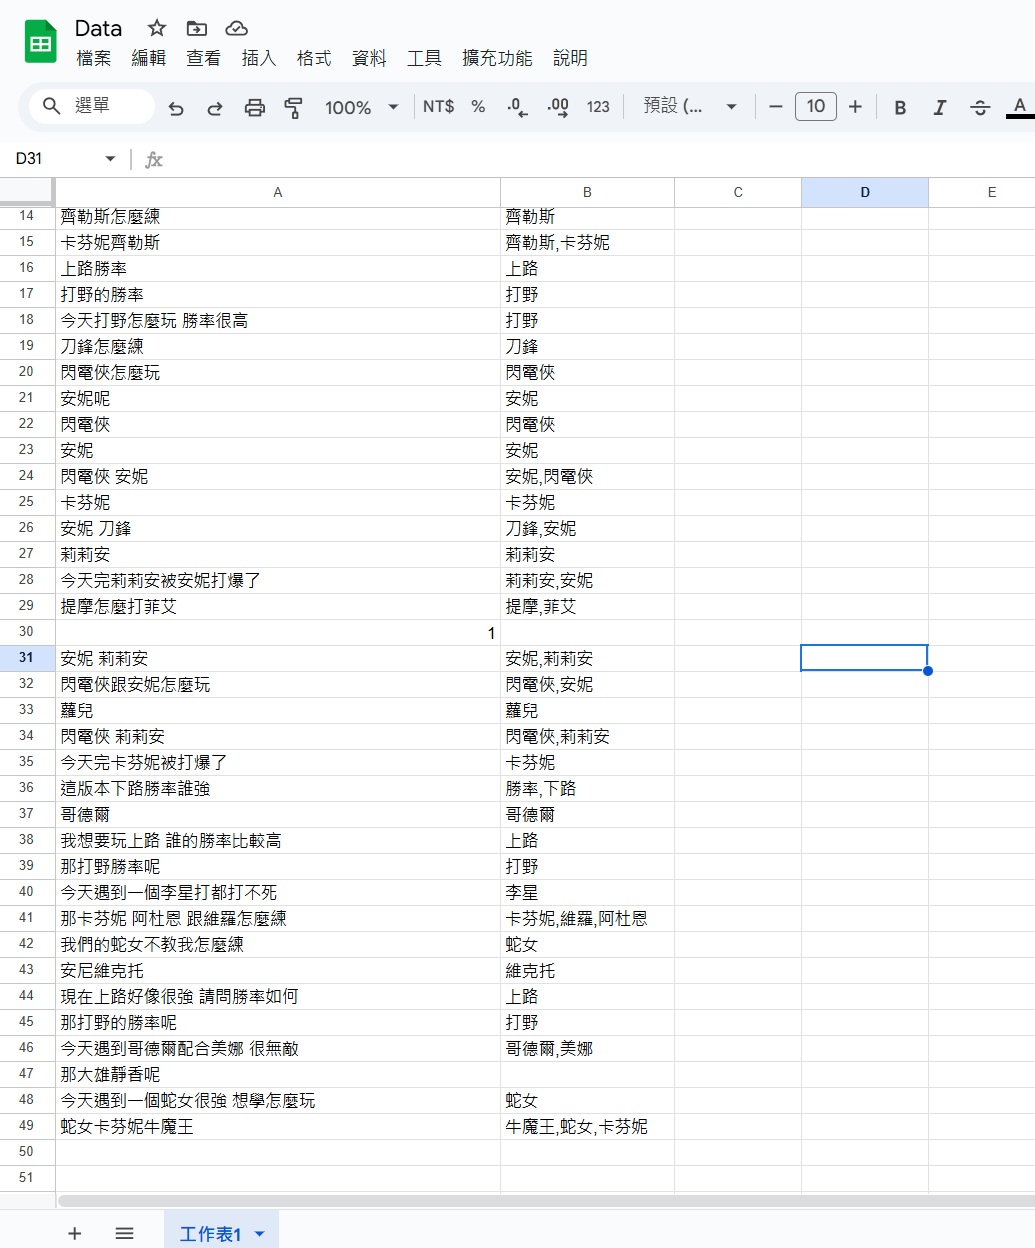 Data
檔案 編輯 查看 插入 格式 資料 工具 擴充功能 說明
選單 100% NT$ % .0 .00 123 預設 (... 10 B I A
D31 fx
A B C D E
14 齊勒斯怎麼練 齊勒斯
15 卡芬妮齊勒斯 齊勒斯,卡芬妮
16 上路勝率 上路
17 打野的勝率 打野
18 今天打野怎麼玩 勝率很高 打野
19 刀鋒怎麼練 刀鋒
20 閃電俠怎麼玩 閃電俠
21 安妮呢 安妮
22 閃電俠 閃電俠
23 安妮 安妮
24 閃電俠 安妮 安妮,閃電俠
25 卡芬妮 卡芬妮
26 安妮 刀鋒 刀鋒,安妮
27 莉莉安 莉莉安
28 今天完莉莉安被安妮打爆了 莉莉安,安妮
29 提摩怎麼打菲艾 提摩,菲艾
30 1
31 安妮 莉莉安 安妮,莉莉安
32 閃電俠跟安妮怎麼玩 閃電俠,安妮
33 蘿兒 蘿兒
34 閃電俠 莉莉安 閃電俠,莉莉安
35 今天完卡芬妮被打爆了 卡芬妮
36 這版本下路勝率誰強 勝率,下路
37 哥德爾 哥德爾
38 我想要玩上路 誰的勝率比較高 上路
39 那打野勝率呢 打野
40 今天遇到一個李星打都打不死 李星
41 那卡芬妮 阿杜恩 跟維羅怎麼練 卡芬妮,維羅,阿杜恩
42 我們的蛇女不教我怎麼練 蛇女
43 安尼維克托 維克托
44 現在上路好像很強 請問勝率如何 上路
45 那打野的勝率呢 打野
46 今天遇到哥德爾配合美娜 很無敵 哥德爾,美娜
47 那大雄靜香呢
48 今天遇到一個蛇女很強 想學怎麼玩 蛇女
49 蛇女卡芬妮牛魔王 牛魔王,蛇女,卡芬妮
50
51
工作表1